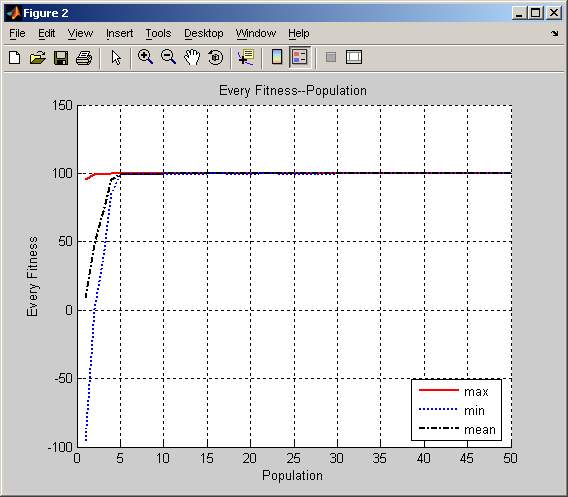 Figure 2
File Edit View Insert Tools Desktop Window Help
Every Fitness--Population
150
100
50
0
-50
-100
Every Fitness
0 5 10 15 20 25 30 35 40 45 50
Population
max
min
mean